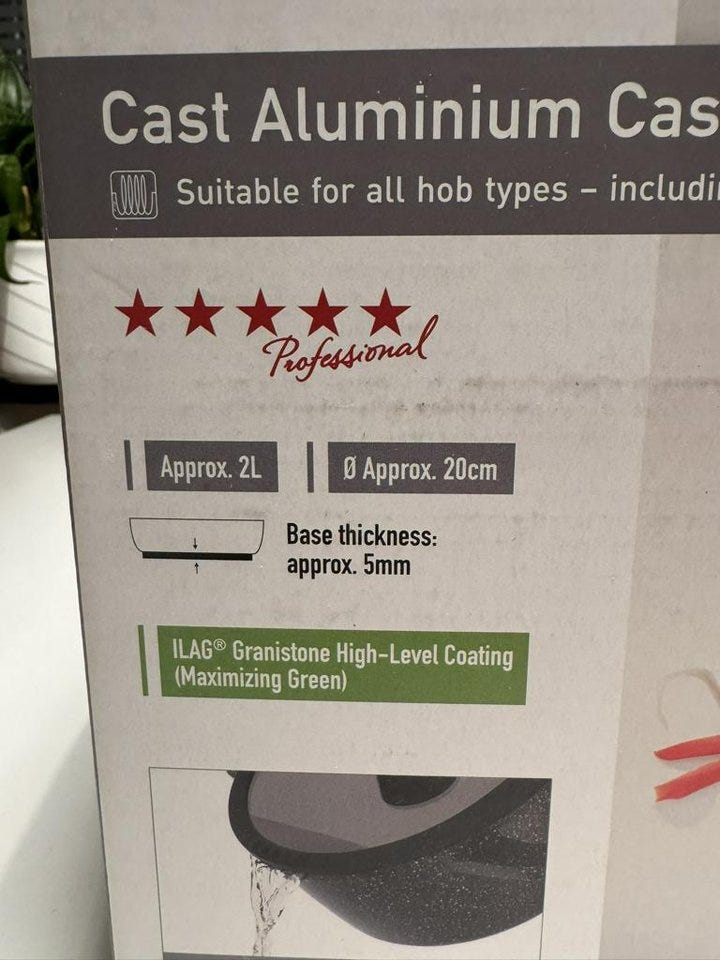 Cast Aluminium Cas
Suitable for all hob types – includi
Professional
Approx. 2L
Ø Approx. 20cm
Base thickness:
approx. 5mm
ILAG® Granistone High-Level Coating
(Maximizing Green)